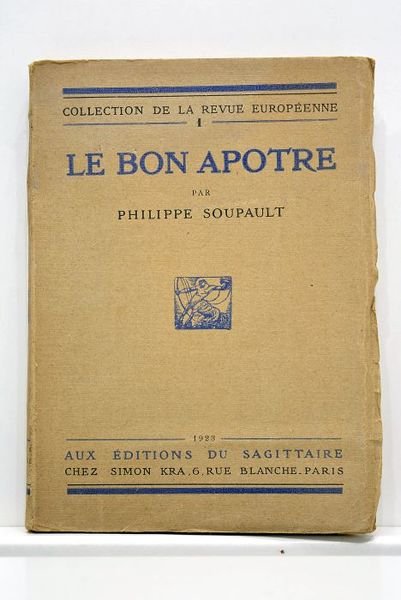 COLLECTION DE LA REVUE EUROPÉENNE
1
LE BON APOTRE
PAR
PHILIPPE SOUPAULT
1923
AUX ÉDITIONS DU SAGITTAIRE
CHEZ SIMON KRA, 6, RUE BLANCHE-PARIS